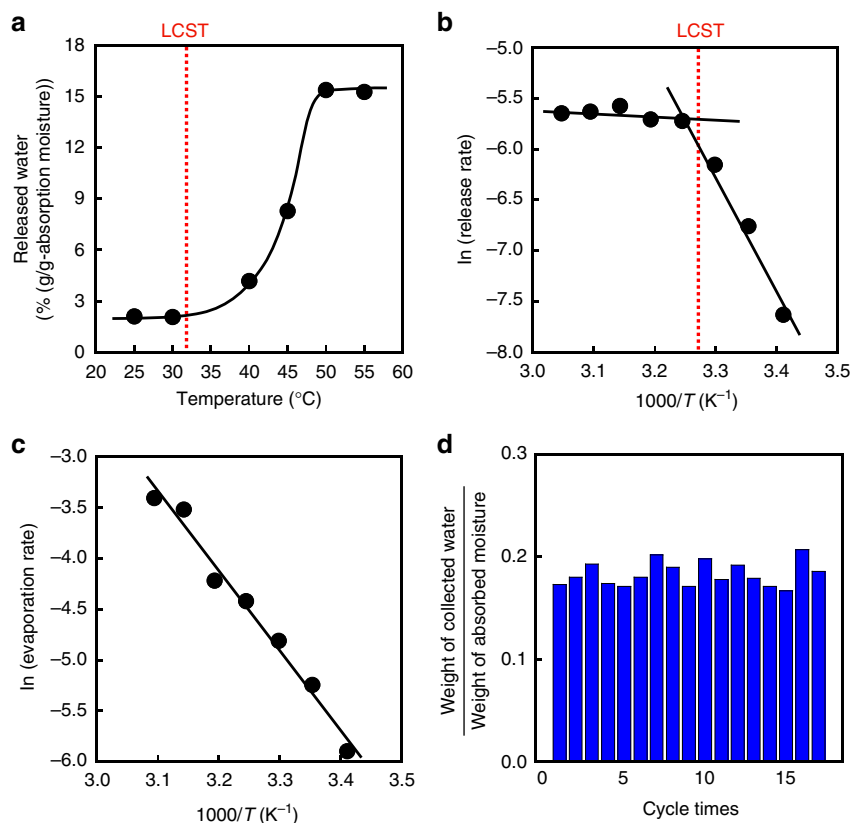 a
LCST
18
15
12
9
6
3
0
Released water
(% (g/g-absorption moisture))
20 25 30 35 40 45 50 55 60
Temperature (°C)
b
LCST
–5.0
–5.5
–6.0
–6.5
–7.0
–7.5
–8.0
ln (release rate)
3.0 3.1 3.2 3.3 3.4 3.5
1000/T (K⁻¹)
c
–3.0
–3.5
–4.0
–4.5
–5.0
–5.5
–6.0
ln (evaporation rate)
3.0 3.1 3.2 3.3 3.4 3.5
1000/T (K⁻¹)
d
0.3
0.2
0.1
0.0
Weight of collected water
Weight of absorbed moisture
0 5 10 15
Cycle times